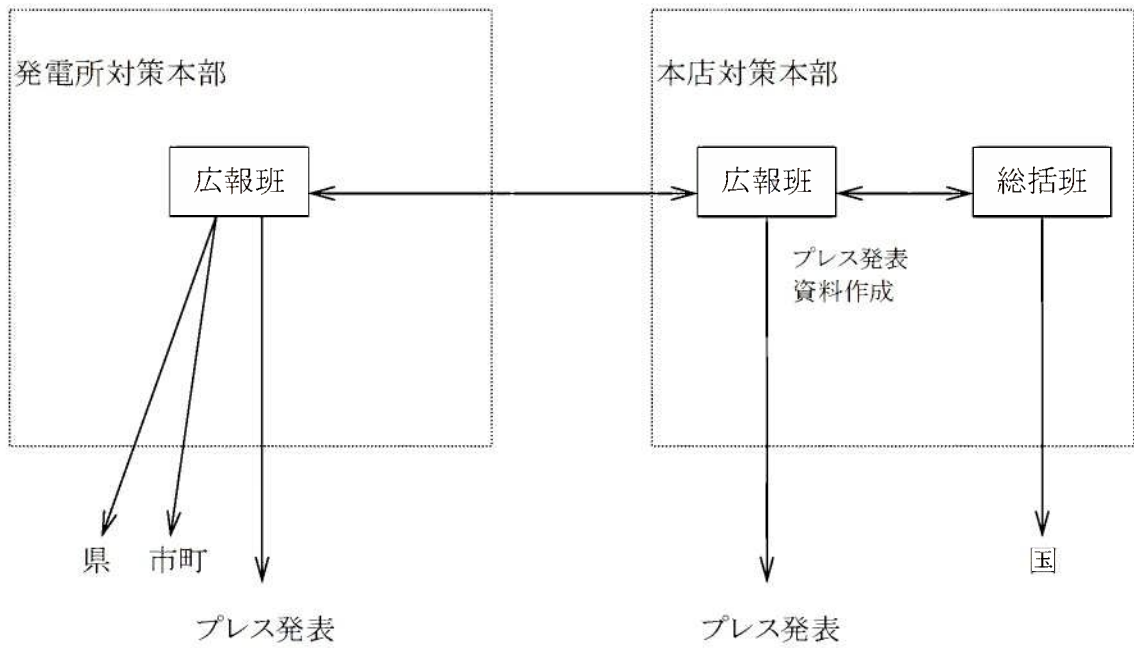 発電所対策本部
本店対策本部
広報班
広報班
総括班
プレス発表
資料作成
県
市町
国
プレス発表
プレス発表